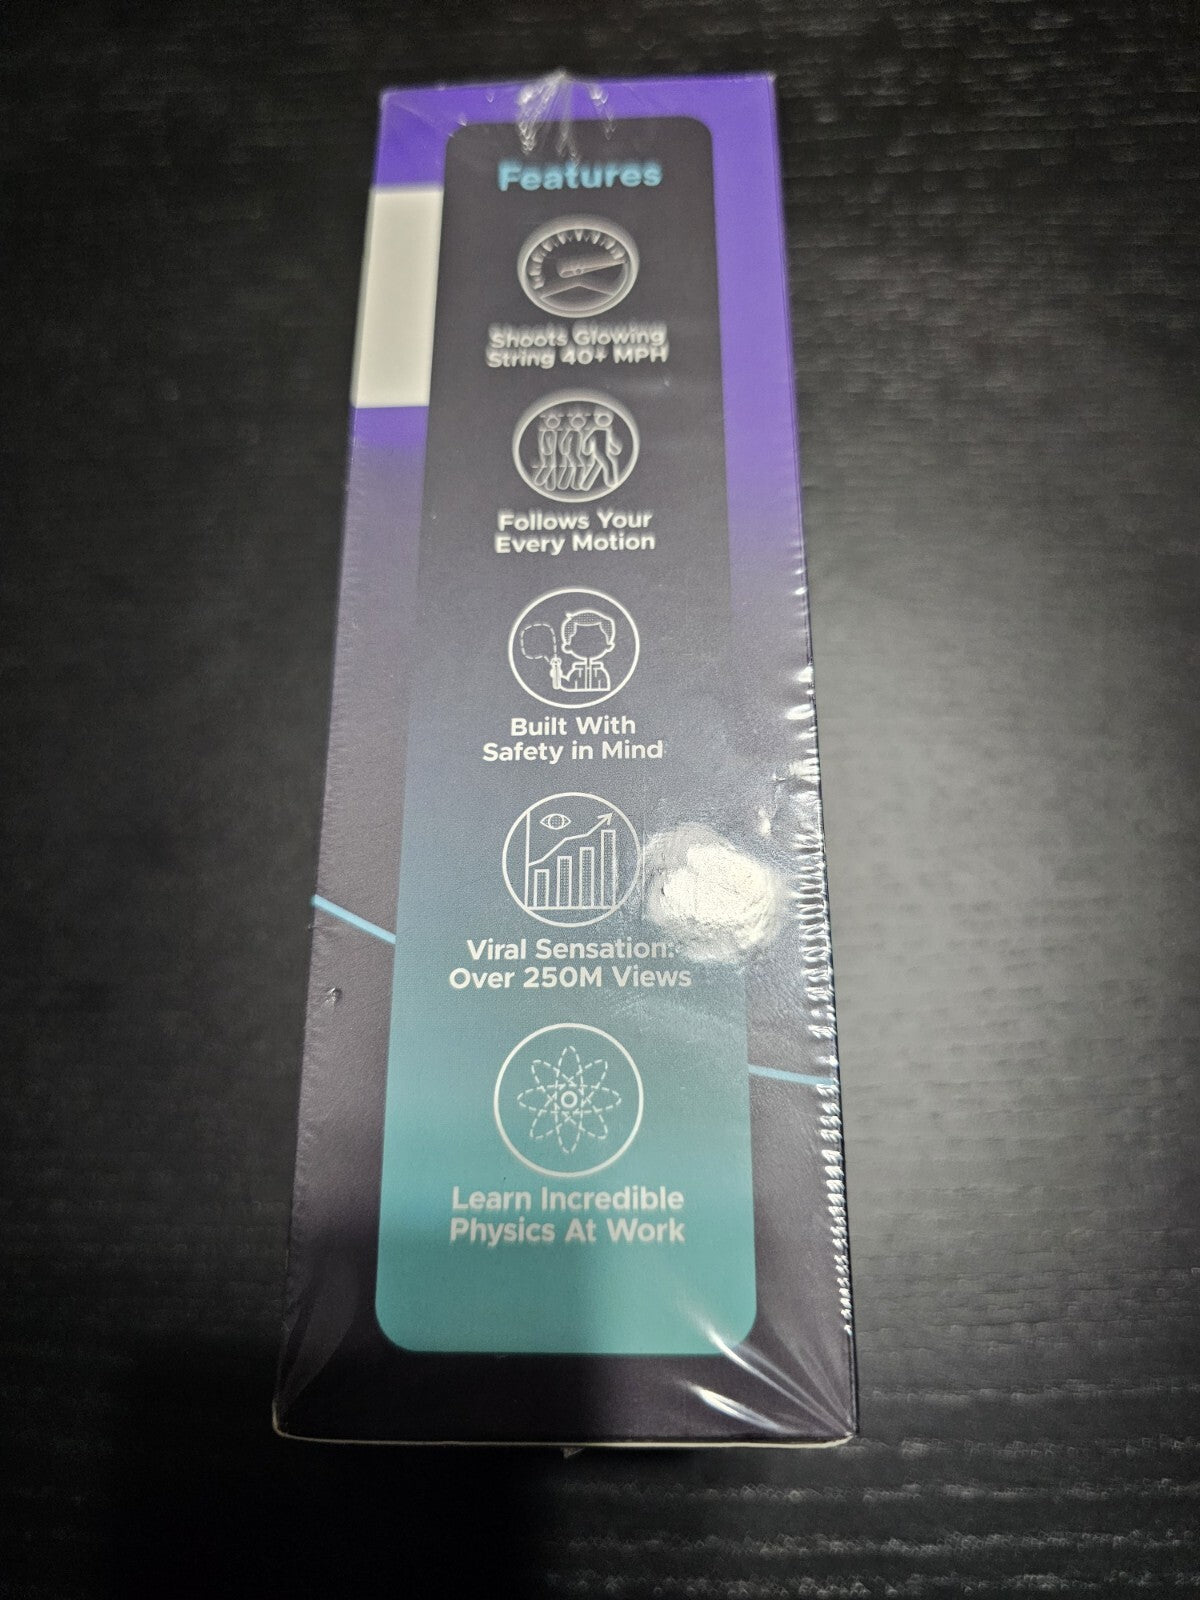 Features
Shoots Glowing
String 40+ MPH
Follows Your
Every Motion
Built With
Safety in Mind
Viral Sensation:
Over 250M Views
Learn Incredible
Physics At Work